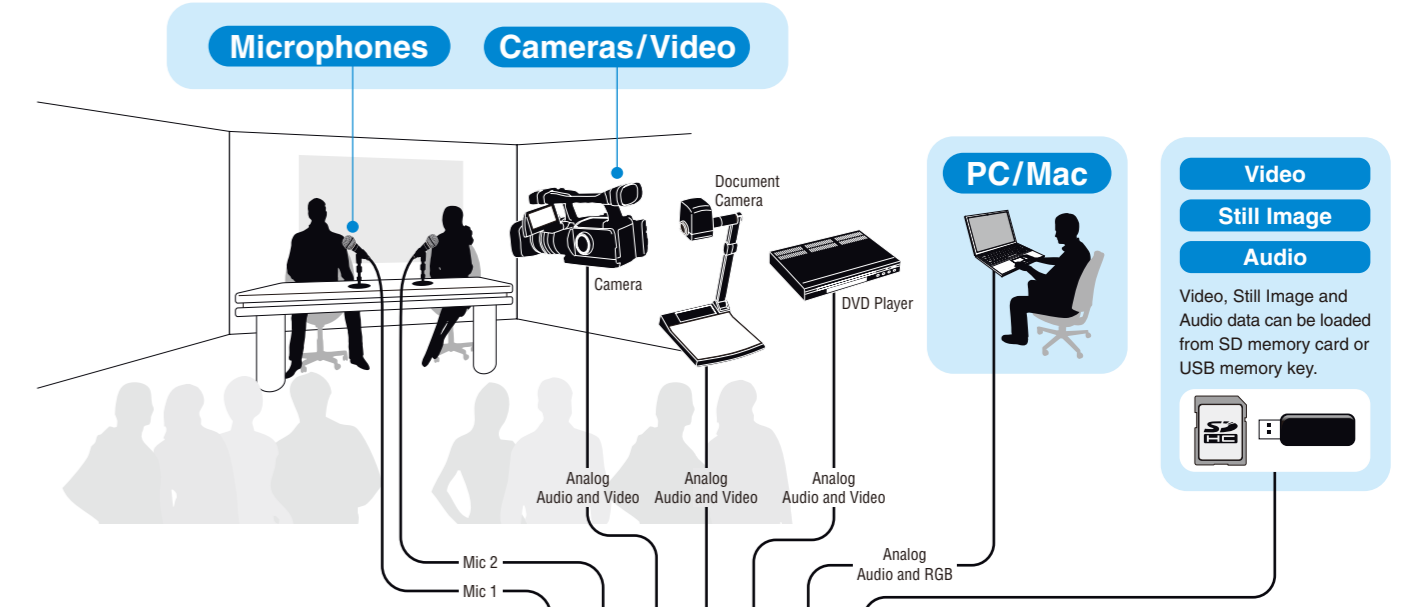 Microphones
Cameras/Video
PC/Mac
Video
Still Image
Audio
Video, Still Image and
Audio data can be loaded
from SD memory card or
USB memory key.
SD
HC
Document
Camera
Camera
DVD Player
Analog
Audio and Video
Analog
Audio and Video
Analog
Audio and Video
Analog
Audio and RGB
Mic 2
Mic 1